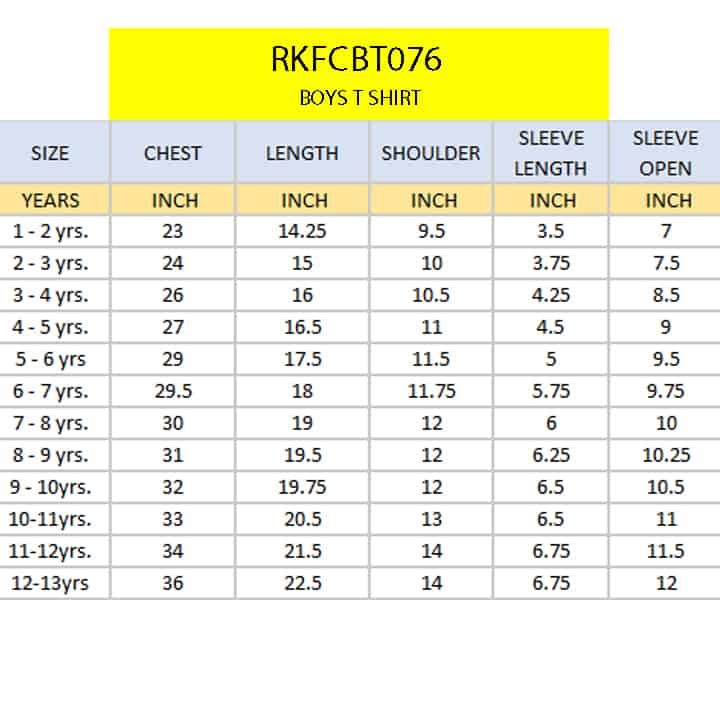 RKFCBT076
BOYS T SHIRT
SIZE CHEST LENGTH SHOULDER SLEEVE LENGTH SLEEVE OPEN
YEARS INCH INCH INCH INCH INCH
1 - 2 yrs. 23 14.25 9.5 3.5 7
2 - 3 yrs. 24 15 10 3.75 7.5
3 - 4 yrs. 26 16 10.5 4.25 8.5
4 - 5 yrs. 27 16.5 11 4.5 9
5 - 6 yrs 29 17.5 11.5 5 9.5
6 - 7 yrs. 29.5 18 11.75 5.75 9.75
7 - 8 yrs. 30 19 12 6 10
8 - 9 yrs. 31 19.5 12 6.25 10.25
9 - 10yrs. 32 19.75 12 6.5 10.5
10-11yrs. 33 20.5 13 6.5 11
11-12yrs. 34 21.5 14 6.75 11.5
12-13yrs 36 22.5 14 6.75 12